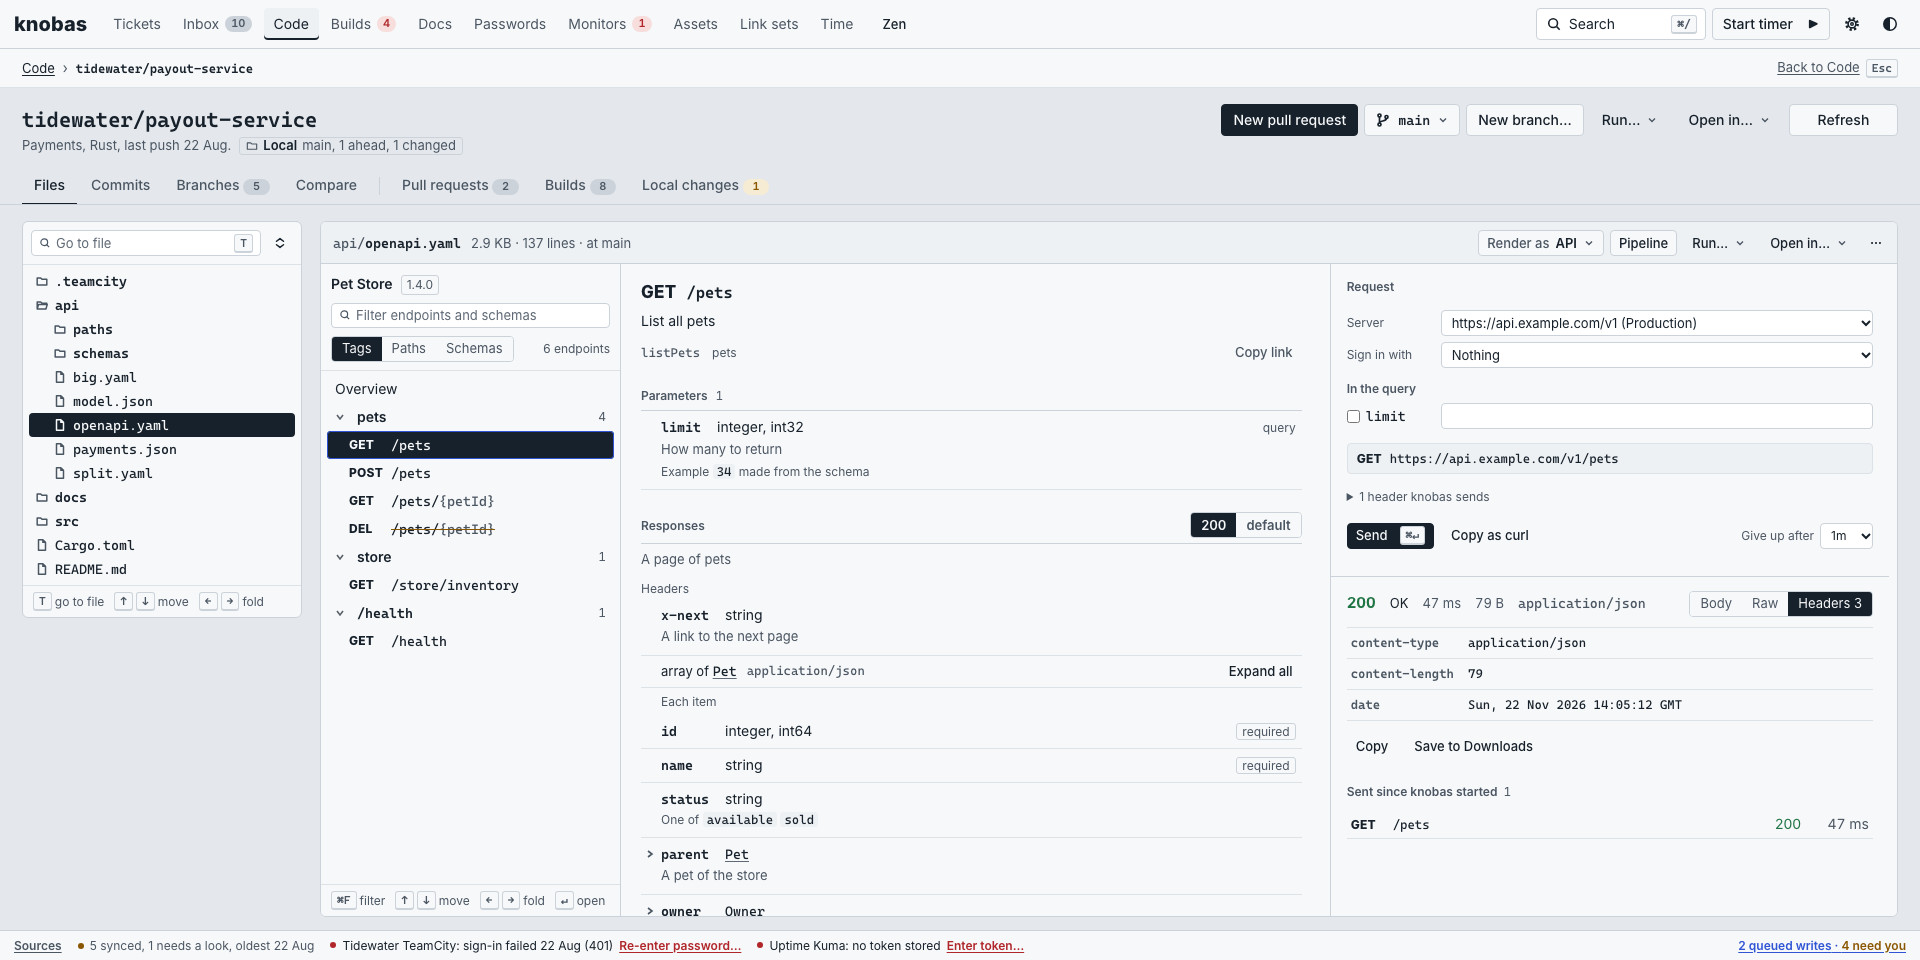 knobas Tickets Inbox 10 Code Builds 4 Docs Passwords Monitors 1 Assets Link sets Time Zen Search ⌘/ Start timer
Code › tidewater/payout-service Back to Code Esc
tidewater/payout-service New pull request main New branch... Run... Open in... Refresh
Payments, Rust, last push 22 Aug. Local main, 1 ahead, 1 changed
Files Commits Branches 5 Compare Pull requests 2 Builds 8 Local changes 1
Go to file T
.teamcity
api
paths
schemas
big.yaml
model.json
openapi.yaml
payments.json
split.yaml
docs
src
Cargo.toml
README.md
T go to file ↑ ↓ move ← → fold
api/openapi.yaml 2.9 KB · 137 lines · at main Render as API Pipeline Run... Open in... ···
Pet Store 1.4.0
Filter endpoints and schemas
Tags Paths Schemas 6 endpoints
Overview
pets 4
GET /pets
POST /pets
GET /pets/{petId}
DEL /pets/{petId}
store 1
GET /store/inventory
/health 1
GET /health
⌘F filter ↑ ↓ move ← → fold ↵ open
GET /pets
List all pets
listPets pets Copy link
Parameters 1
limit integer, int32 query
How many to return
Example 34 made from the schema
Responses 200 default
A page of pets
Headers
x-next string
A link to the next page
array of Pet application/json Expand all
Each item
id integer, int64 required
name string required
status string
One of available sold
parent Pet
A pet of the store
owner Owner
Request
Server https://api.example.com/v1 (Production)
Sign in with Nothing
In the query
limit
GET https://api.example.com/v1/pets
1 header knobas sends
Send ⌘↵ Copy as curl Give up after 1m
200 OK 47 ms 79 B application/json Body Raw Headers 3
content-type application/json
content-length 79
date Sun, 22 Nov 2026 14:05:12 GMT
Copy Save to Downloads
Sent since knobas started 1
GET /pets 200 47 ms
Sources 5 synced, 1 needs a look, oldest 22 Aug Tidewater TeamCity: sign-in failed 22 Aug (401) Re-enter password... Uptime Kuma: no token stored Enter token... 2 queued writes · 4 need you